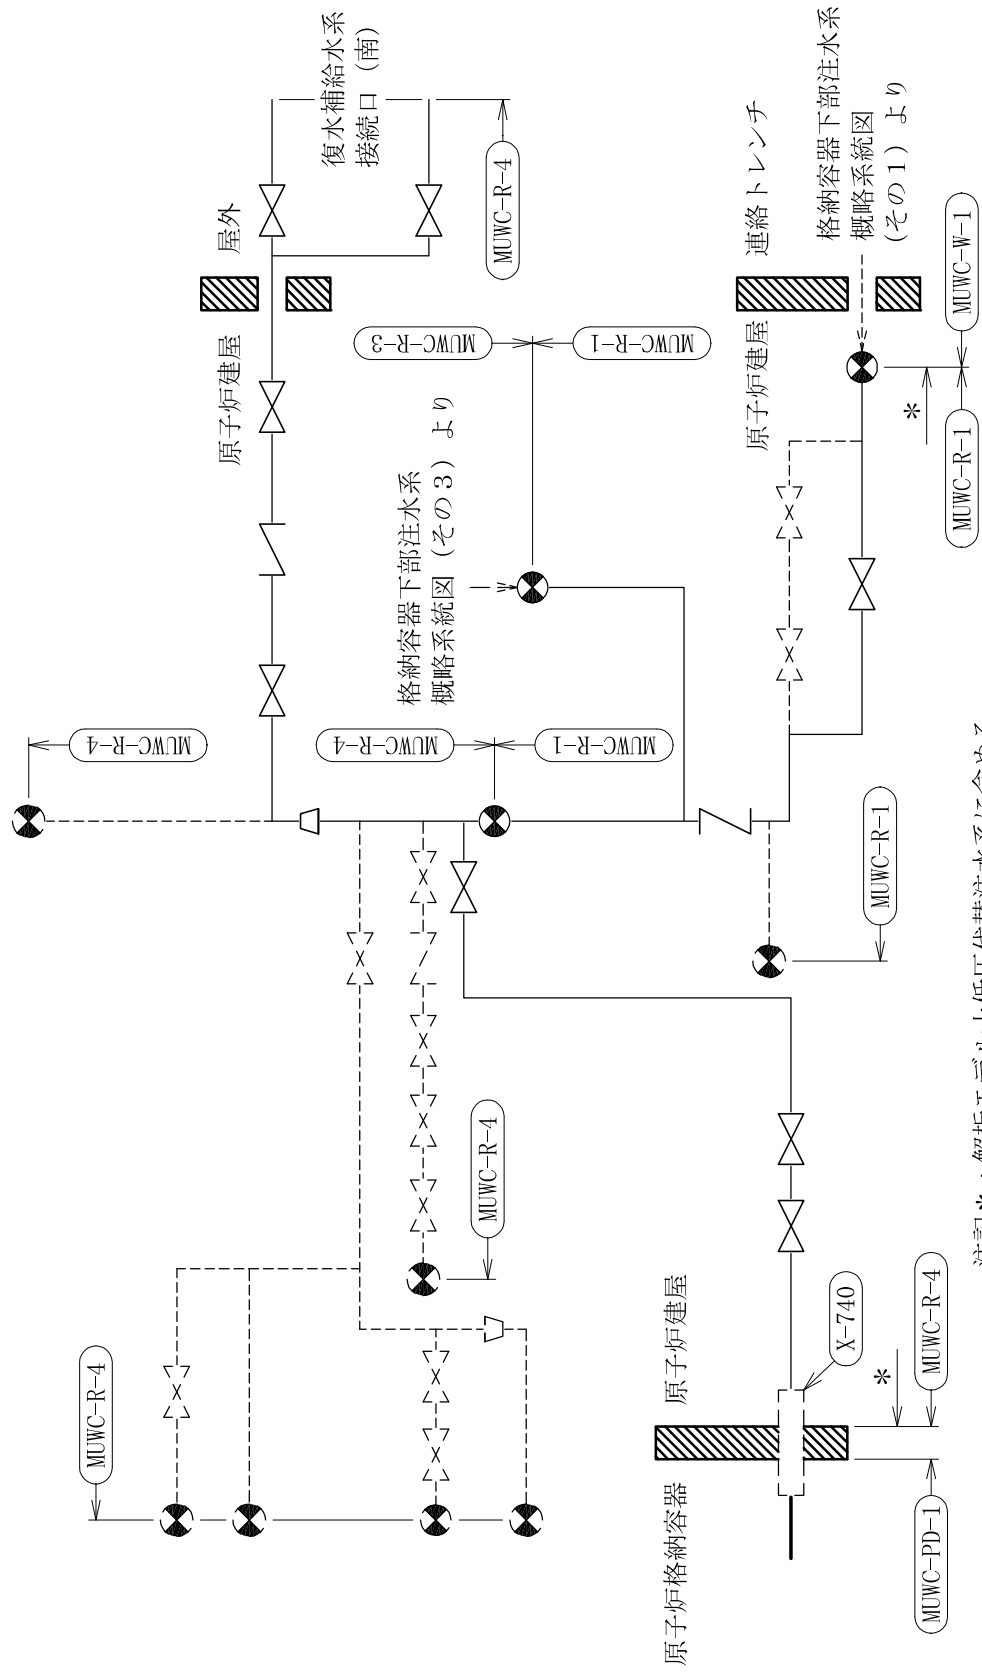 MUWC-R-4
MUWC-R-4
原子炉建屋
屋外
復水補給水系
接続口（南）
MUWC-R-4
MUWC-R-3
格納容器下部注水系
概略系統図（その３）より
MUWC-R-4
MUWC-R-4
MUWC-R-1
MUWC-R-1
原子炉格納容器
原子炉建屋
原子炉建屋
連絡トレンチ
格納容器下部注水系
概略系統図
（その１）より
X-740
MUWC-R-1
＊
＊
MUWC-PD-1
MUWC-R-4
MUWC-R-1
MUWC-W-1
注記＊：解析モデル上低圧代替注水系に含める